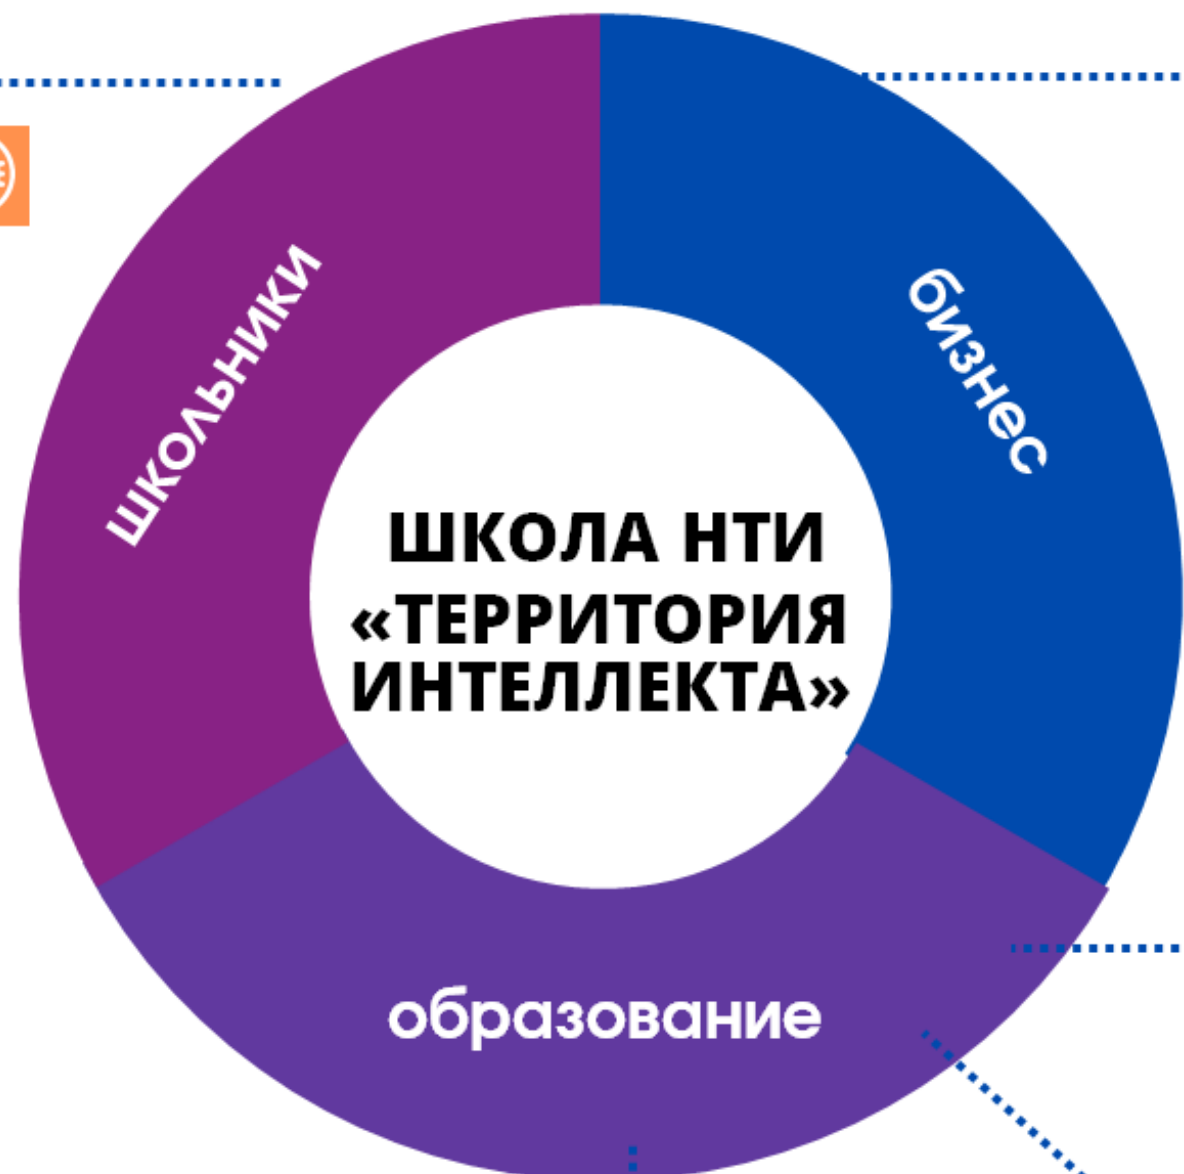 школьники
бизнес
ШКОЛА НТИ
«ТЕРРИТОРИЯ
ИНТЕЛЛЕКТА»
образование